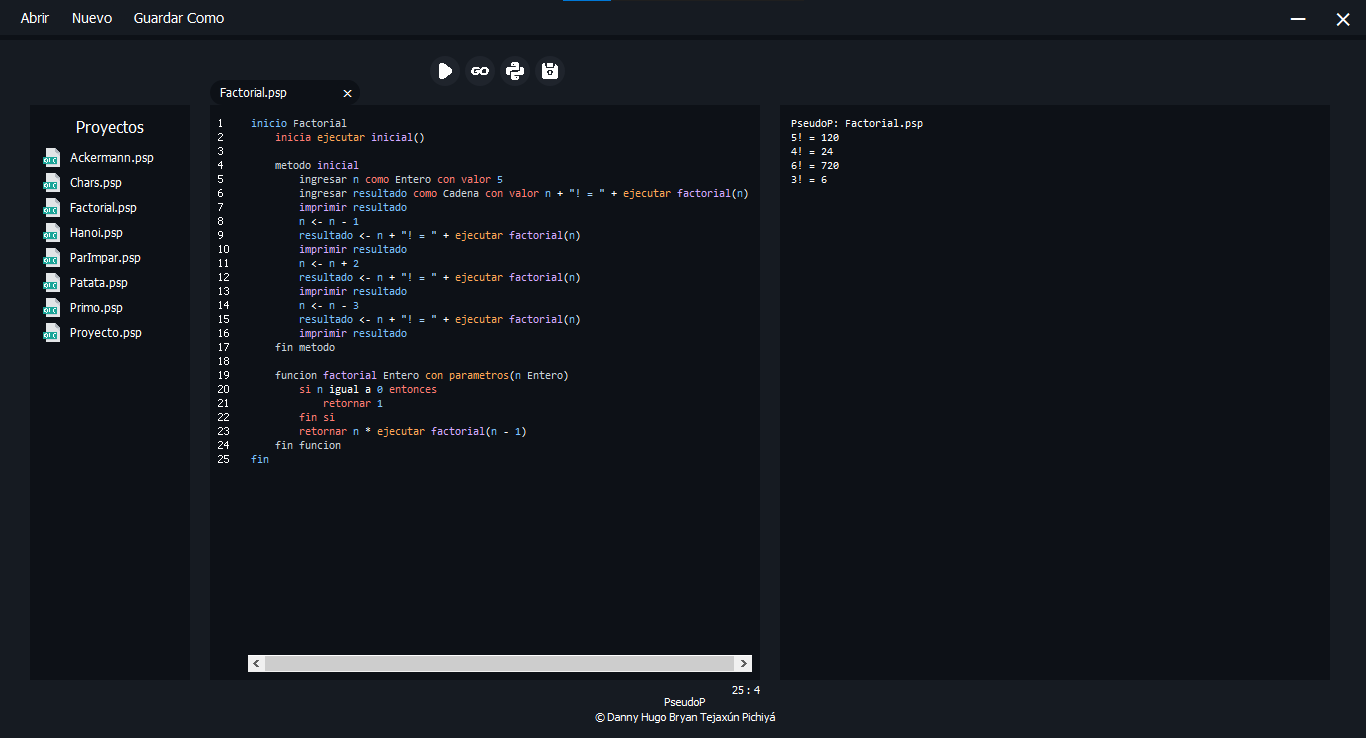 Abrir Nuevo Guardar Como
GO
Factorial.psp
Proyectos
Ackermann.psp
Chars.psp
Factorial.psp
Hanoi.psp
ParImpar.psp
Patata.psp
Primo.psp
Proyecto.psp
1 inicio Factorial
2 inicia ejecutar inicial()
3
4 metodo inicial
5 ingresar n como Entero con valor 5
6 ingresar resultado como Cadena con valor n + "! = " + ejecutar factorial(n)
7 imprimir resultado
8 n <- n - 1
9 resultado <- n + "! = " + ejecutar factorial(n)
10 imprimir resultado
11 n <- n + 2
12 resultado <- n + "! = " + ejecutar factorial(n)
13 imprimir resultado
14 n <- n - 3
15 resultado <- n + "! = " + ejecutar factorial(n)
16 imprimir resultado
17 fin metodo
18
19 funcion factorial Entero con parametros(n Entero)
20 si n igual a 0 entonces
21 retornar 1
22 fin si
23 retornar n * ejecutar factorial(n - 1)
24 fin funcion
25 fin
PseudoP: Factorial.psp
5! = 120
4! = 24
6! = 720
3! = 6
25 : 4
PseudoP
© Danny Hugo Bryan Tejaxún Pichiyá